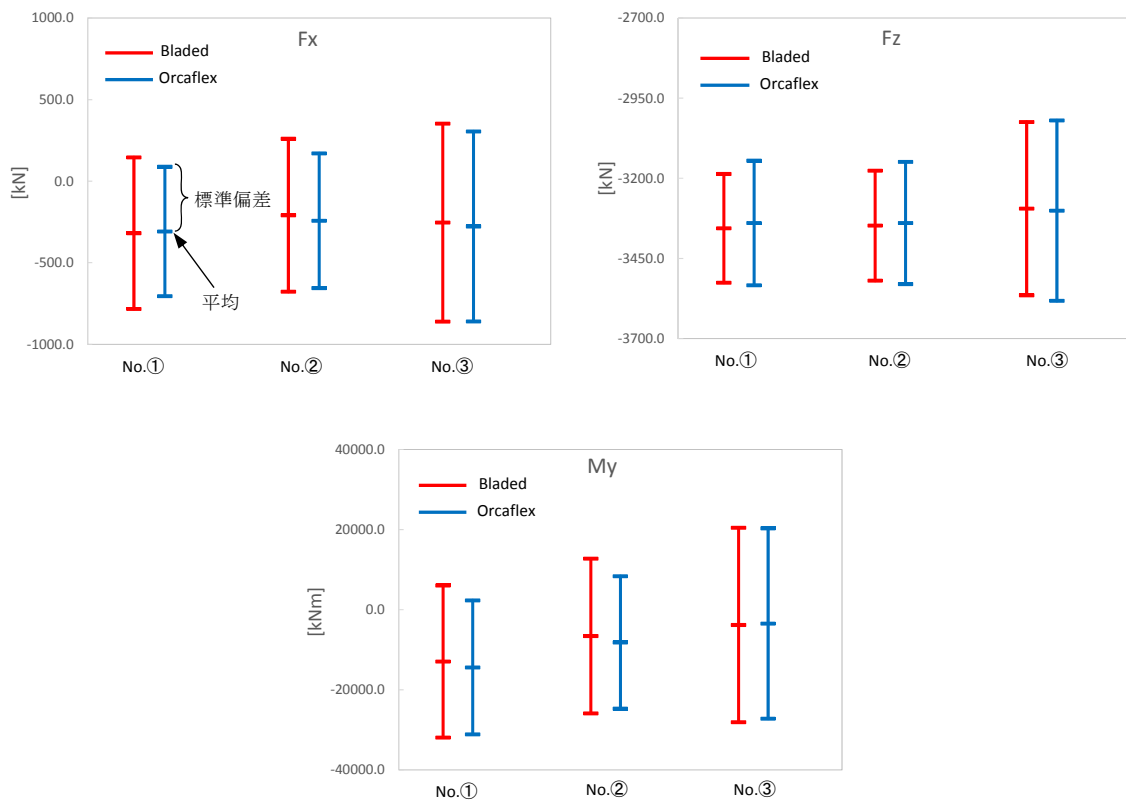 Fx
Bladed
Orcaflex
1000.0
500.0
0.0
-500.0
-1000.0
[kN]
標準偏差
平均
No.①
No.②
No.③
Fz
Bladed
Orcaflex
-2700.0
-2950.0
-3200.0
-3450.0
-3700.0
[kN]
No.①
No.②
No.③
My
Bladed
Orcaflex
40000.0
20000.0
0.0
-20000.0
-40000.0
[kNm]
No.①
No.②
No.③